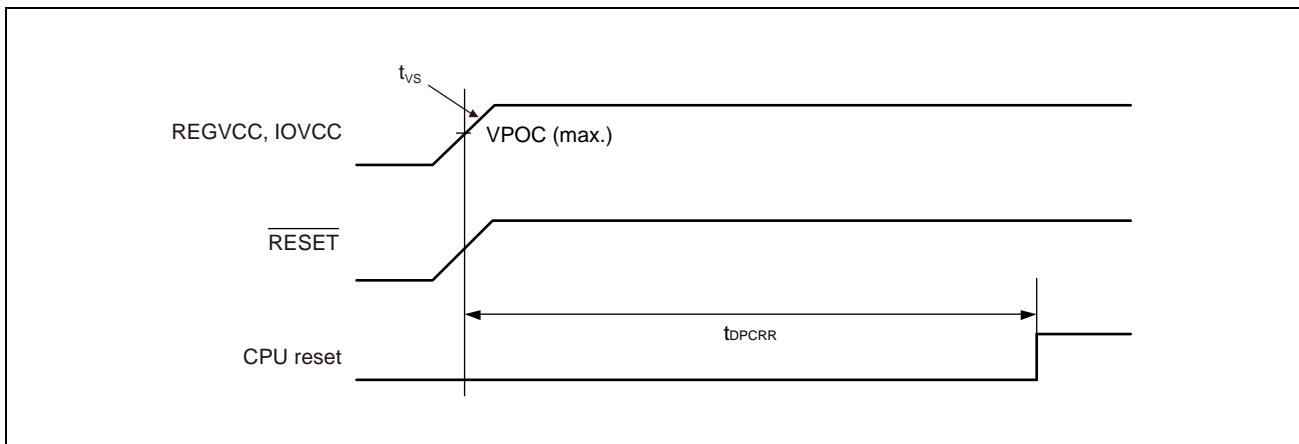 tVS
REGVCC, IOVCC
VPOC (max.)
RESET
tDPCRR
CPU reset